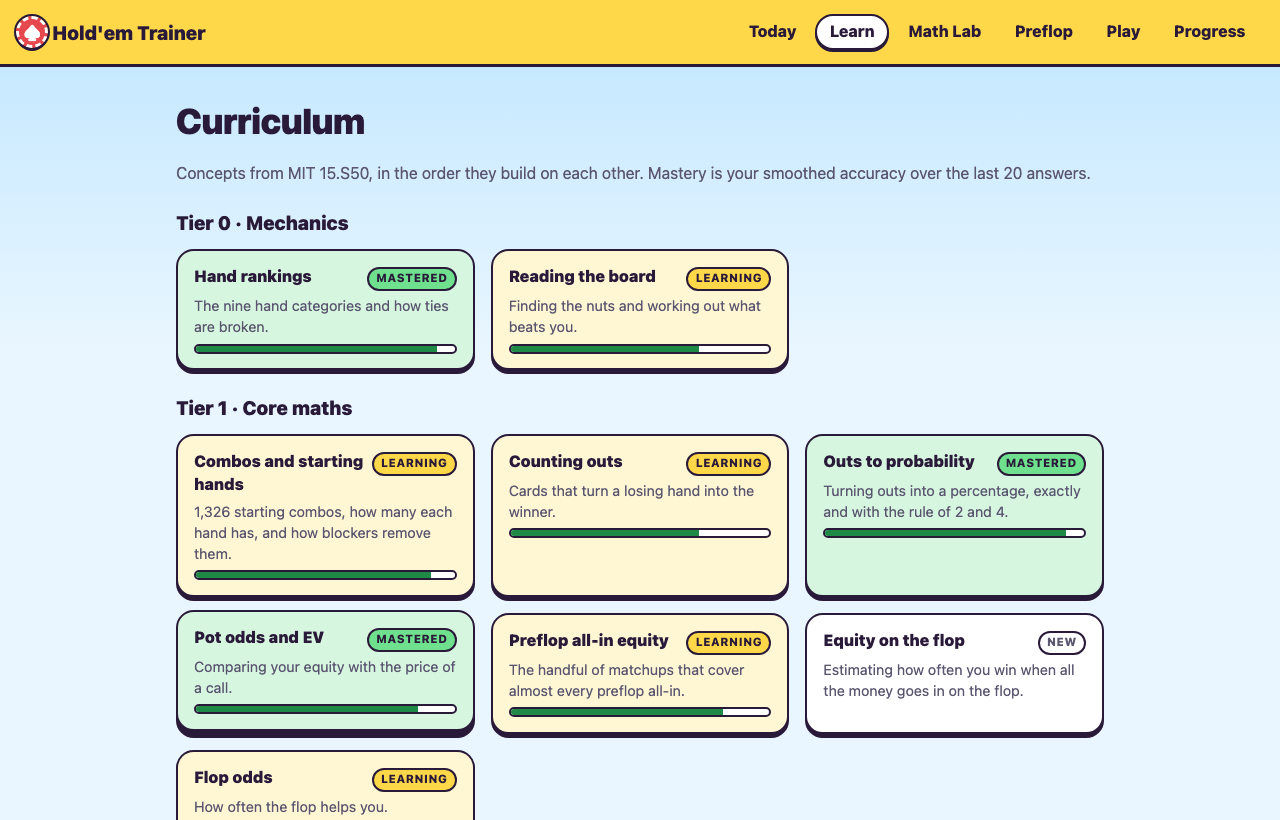 Hold'em Trainer
Today
Learn
Math Lab
Preflop
Play
Progress
Curriculum
Concepts from MIT 15.S50, in the order they build on each other. Mastery is your smoothed accuracy over the last 20 answers.
Tier 0 · Mechanics
Hand rankings
MASTERED
The nine hand categories and how ties
are broken.
Reading the board
LEARNING
Finding the nuts and working out what
beats you.
Tier 1 · Core maths
Combos and starting
hands
LEARNING
1,326 starting combos, how many each
hand has, and how blockers remove
them.
Counting outs
LEARNING
Cards that turn a losing hand into the
winner.
Outs to probability
MASTERED
Turning outs into a percentage, exactly
and with the rule of 2 and 4.
Pot odds and EV
MASTERED
Comparing your equity with the price of
a call.
Preflop all-in equity
LEARNING
The handful of matchups that cover
almost every preflop all-in.
Equity on the flop
NEW
Estimating how often you win when all
the money goes in on the flop.
Flop odds
LEARNING
How often the flop helps you.